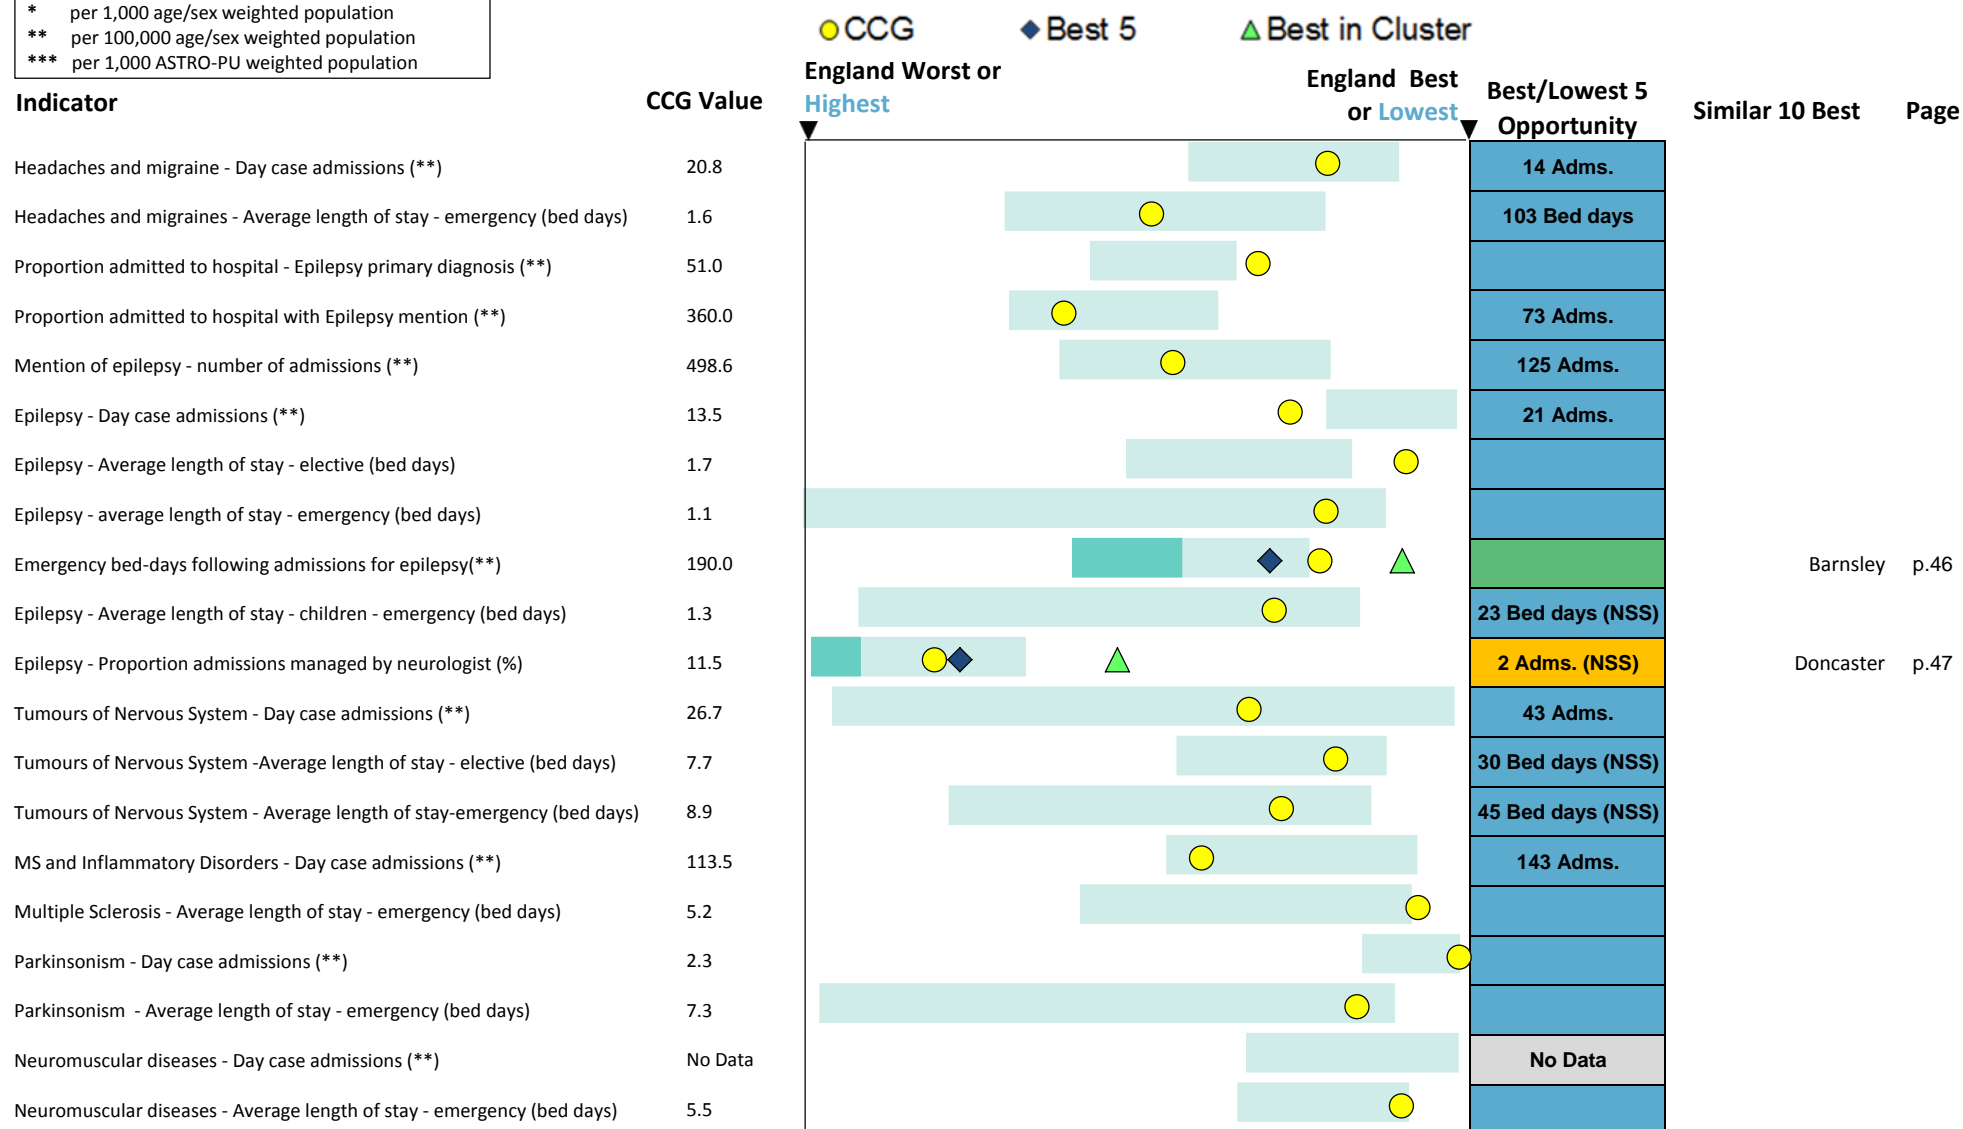 * per 1,000 age/sex weighted population
** per 100,000 age/sex weighted population
*** per 1,000 ASTRO-PU weighted population
CCG Best 5 Best in Cluster
England Worst or Highest
England Best or Lowest
Indicator CCG Value Best/Lowest 5 Opportunity Similar 10 Best Page
Headaches and migraine - Day case admissions (**) 20.8 14 Adms.
Headaches and migraines - Average length of stay - emergency (bed days) 1.6 103 Bed days
Proportion admitted to hospital - Epilepsy primary diagnosis (**) 51.0
Proportion admitted to hospital with Epilepsy mention (**) 360.0 73 Adms.
Mention of epilepsy - number of admissions (**) 498.6 125 Adms.
Epilepsy - Day case admissions (**) 13.5 21 Adms.
Epilepsy - Average length of stay - elective (bed days) 1.7
Epilepsy - average length of stay - emergency (bed days) 1.1
Emergency bed-days following admissions for epilepsy(**) 190.0 Barnsley p.46
Epilepsy - Average length of stay - children - emergency (bed days) 1.3 23 Bed days (NSS)
Epilepsy - Proportion admissions managed by neurologist (%) 11.5 2 Adms. (NSS) Doncaster p.47
Tumours of Nervous System - Day case admissions (**) 26.7 43 Adms.
Tumours of Nervous System -Average length of stay - elective (bed days) 7.7 30 Bed days (NSS)
Tumours of Nervous System - Average length of stay-emergency (bed days) 8.9 45 Bed days (NSS)
MS and Inflammatory Disorders - Day case admissions (**) 113.5 143 Adms.
Multiple Sclerosis - Average length of stay - emergency (bed days) 5.2
Parkinsonism - Day case admissions (**) 2.3
Parkinsonism - Average length of stay - emergency (bed days) 7.3
Neuromuscular diseases - Day case admissions (**) No Data No Data
Neuromuscular diseases - Average length of stay - emergency (bed days) 5.5